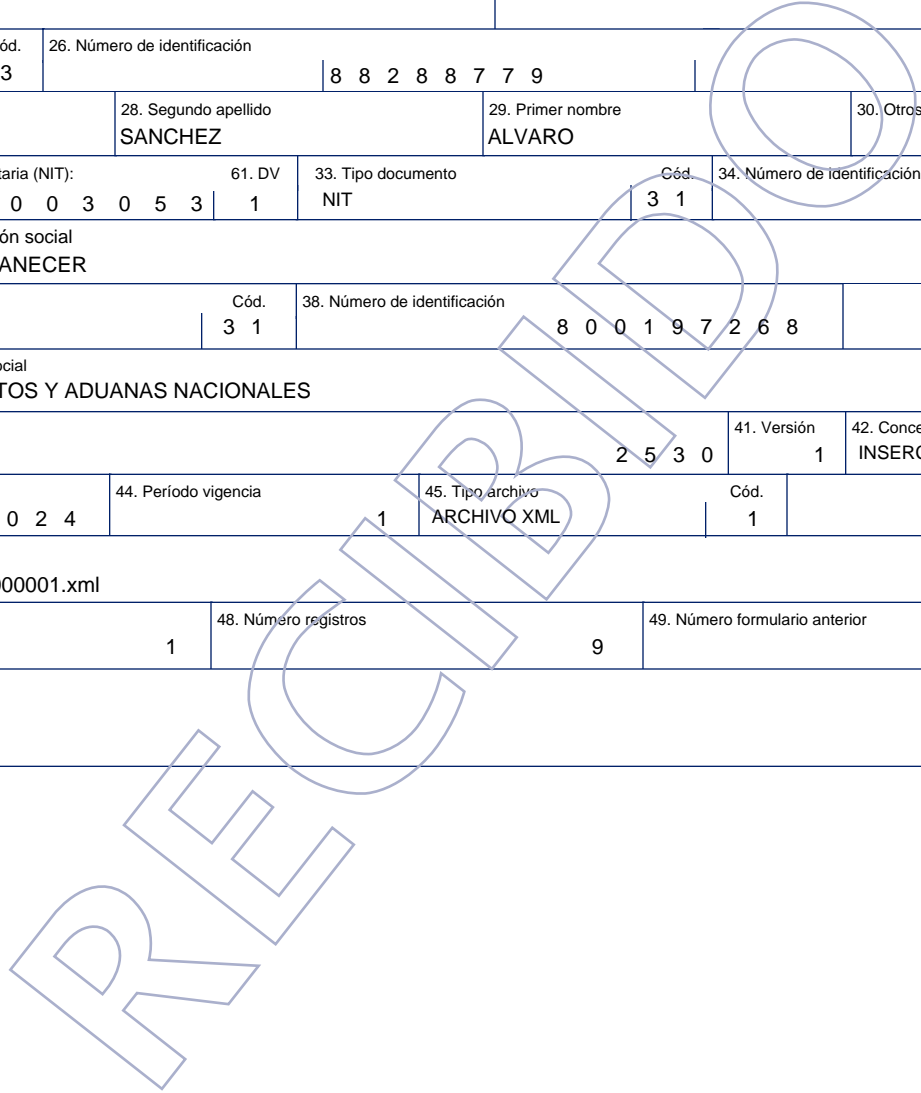 ód. 26. Número de identificación
3 8 8 2 8 8 7 7 9
28. Segundo apellido 29. Primer nombre 30. Otros
SANCHEZ ALVARO
taria (NIT): 61. DV 33. Tipo documento Cód. 34. Número de identificación
0 0 3 0 5 3 1 NIT 3 1
ón social
ANECER
Cód. 38. Número de identificación
3 1 8 0 0 1 9 7 2 6 8
ocial
TOS Y ADUANAS NACIONALES
41. Versión 42. Conce
2 5 3 0 1 INSERC
44. Período vigencia 45. Tipo archivo Cód.
0 2 4 1 ARCHIVO XML 1
000001.xml
48. Número registros 49. Número formulario anterior
1 9
RECIBIDO